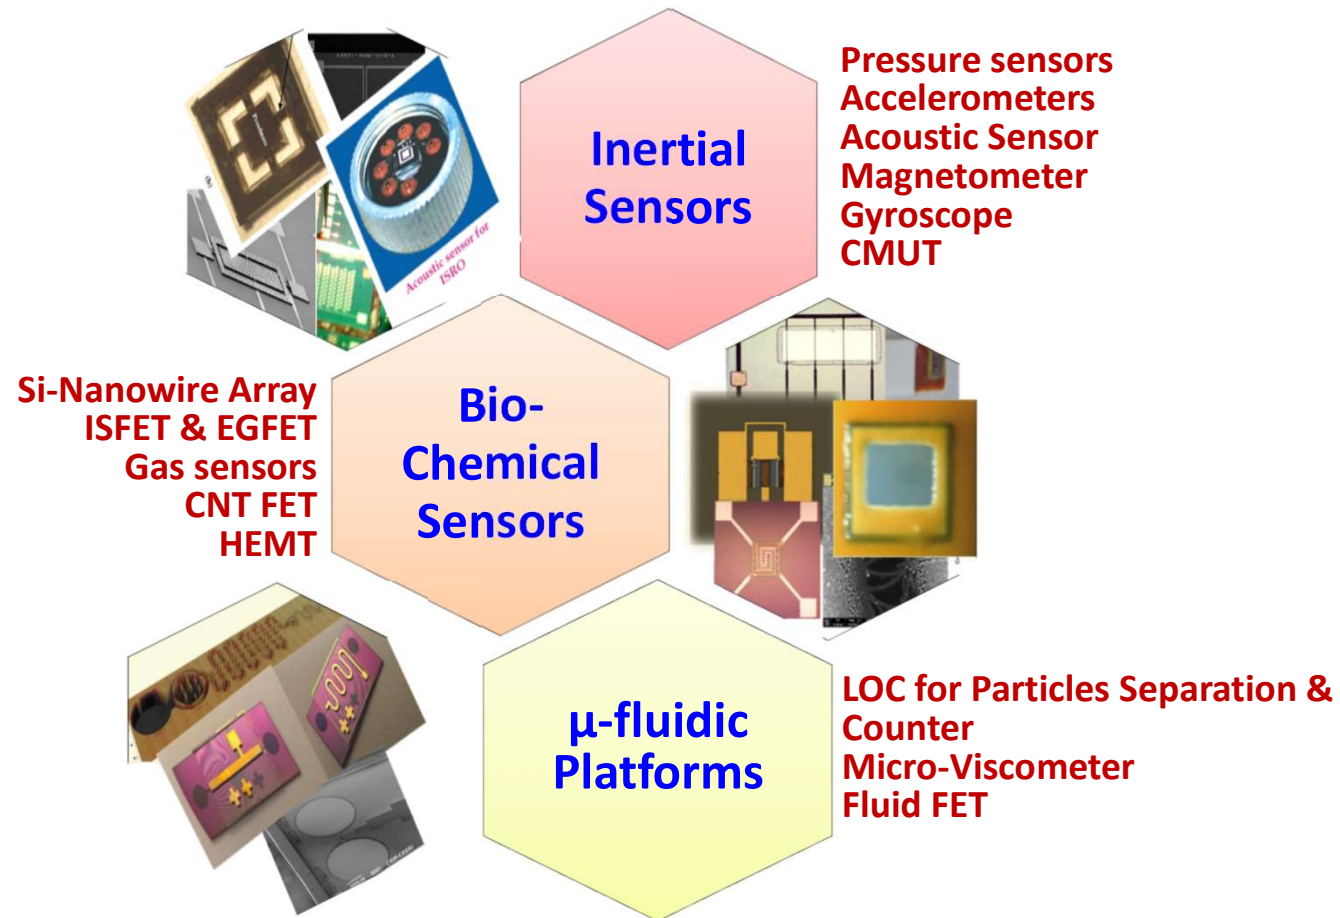 Inertial
Sensors
Pressure sensors
Accelerometers
Acoustic Sensor
Magnetometer
Gyroscope
CMUT
Acoustic sensor for
ISRO
Si-Nanowire Array
ISFET & EGFET
Gas sensors
CNT FET
HEMT
Bio-
Chemical
Sensors
μ-fluidic
Platforms
LOC for Particles Separation &
Counter
Micro-Viscometer
Fluid FET